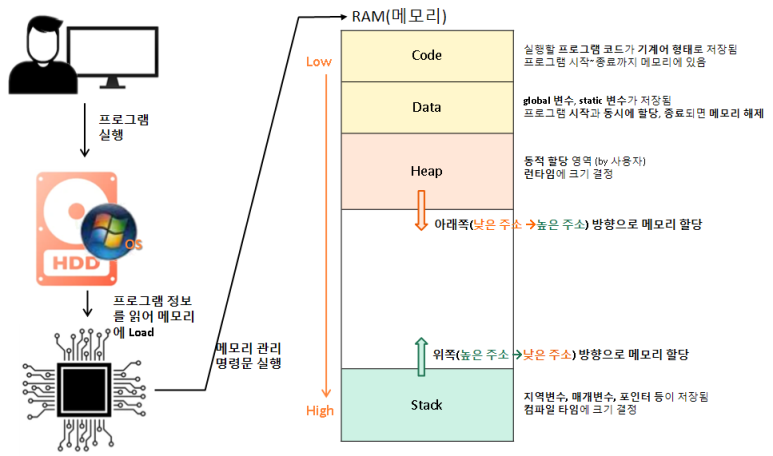 RAM(메모리)
Low
High
Code
실행할 프로그램 코드가 기계어 형태로 저장됨
프로그램 시작~종료까지 메모리에 있음
Data
global 변수, static 변수가 저장됨
프로그램 시작과 동시에 할당, 종료되면 메모리 해제
Heap
동적 할당 영역 (by 사용자)
런타임에 크기 결정
아래쪽(낮은 주소 → 높은 주소) 방향으로 메모리 할당
위쪽(높은 주소 → 낮은 주소) 방향으로 메모리 할당
Stack
지역변수, 매개변수, 포인터 등이 저장됨
컴파일 타임에 크기 결정
프로그램
실행
HDD
OS
프로그램 정보
를 읽어 메모리
에 Load
메모리 관리
명령문 실행